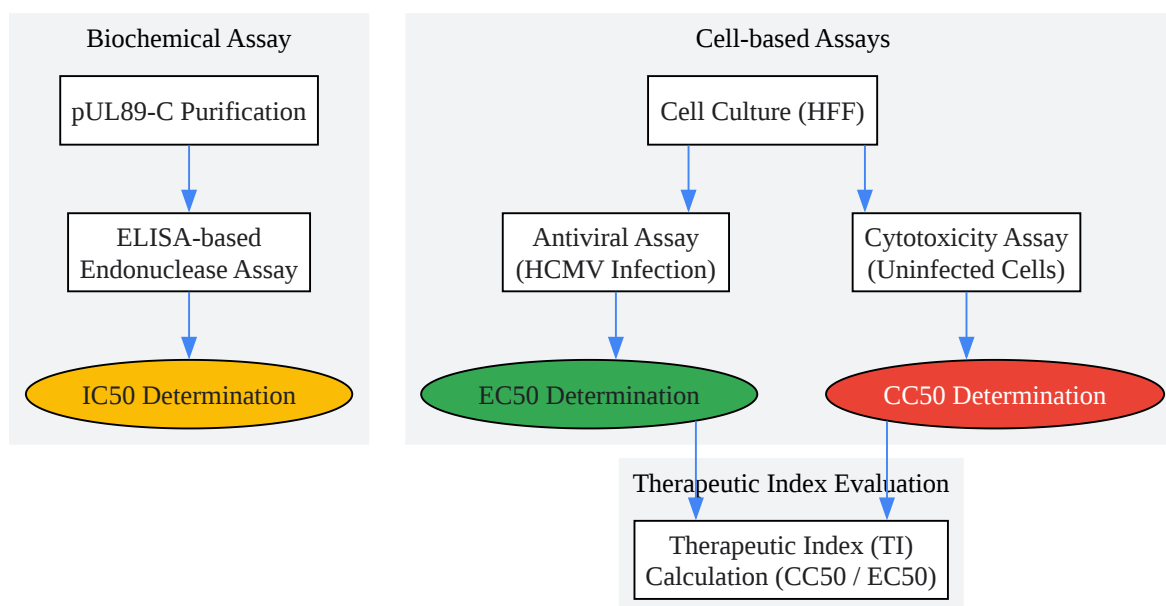 Biochemical Assay
pUL89-C Purification
ELISA-based
Endonuclease Assay
IC50 Determination
Cell-based Assays
Cell Culture (HFF)
Antiviral Assay
(HCMV Infection)
Cytotoxicity Assay
(Uninfected Cells)
EC50 Determination
CC50 Determination
Therapeutic Index Evaluation
Therapeutic Index (TI)
Calculation (CC50 / EC50)